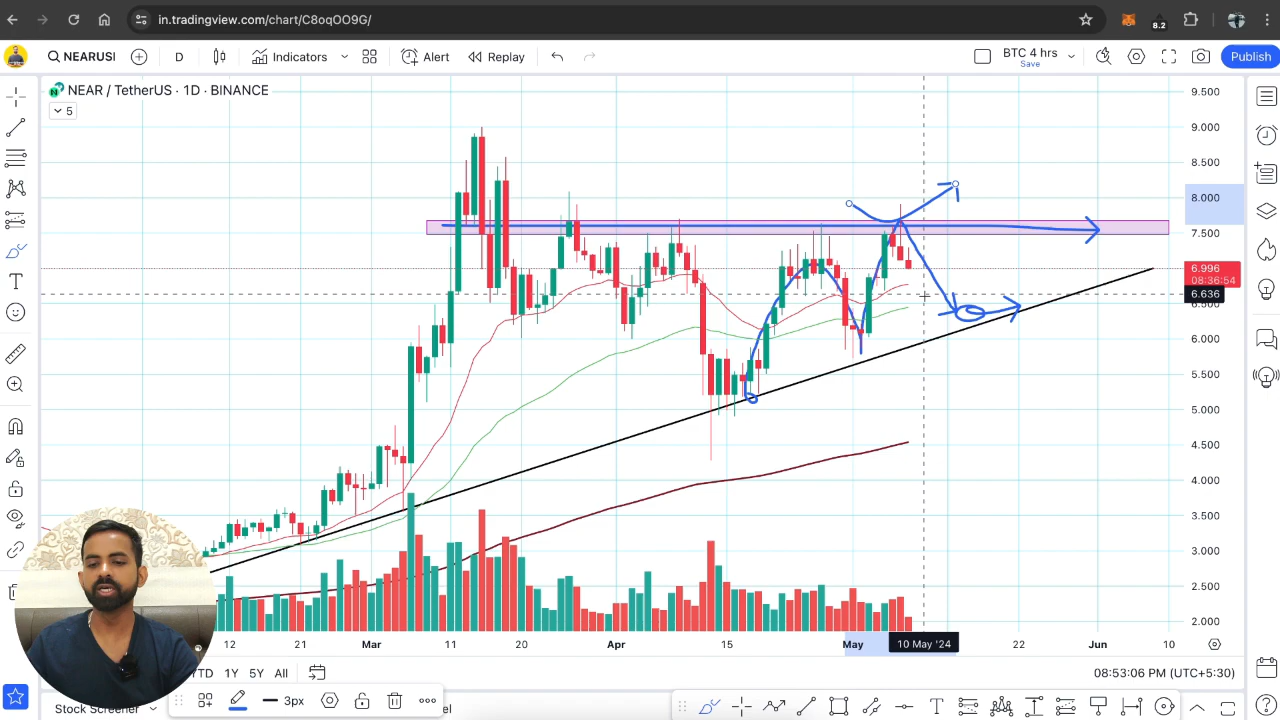 in.tradingview.com/chart/C8oqOO9G/
8.2
NEARUSI
D
Indicators
Alert
Replay
BTC 4 hrs
Save
Publish
NEAR / TetherUS · 1D · BINANCE
5
9.500
9.000
8.500
8.000
7.500
6.996
08:36:54
6.636
6.000
5.500
5.000
4.500
4.000
3.500
3.000
2.500
2.000
12
21
Mar
11
20
Apr
15
May
10 May '24
22
Jun
10
YTD
1Y
5Y
All
08:53:06 PM (UTC+5:30)
3px
Stock Screener